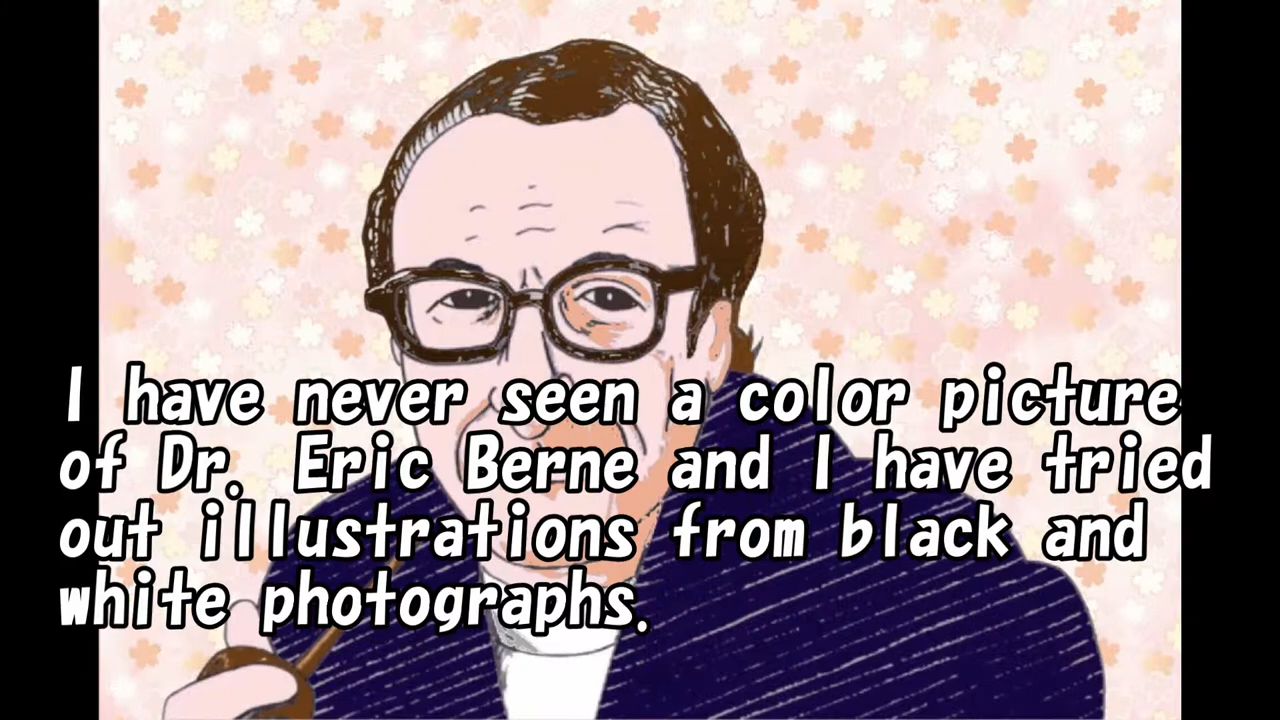 I have never seen a color picture
of Dr. Eric Berne and I have tried
out illustrations from black and
white photographs.